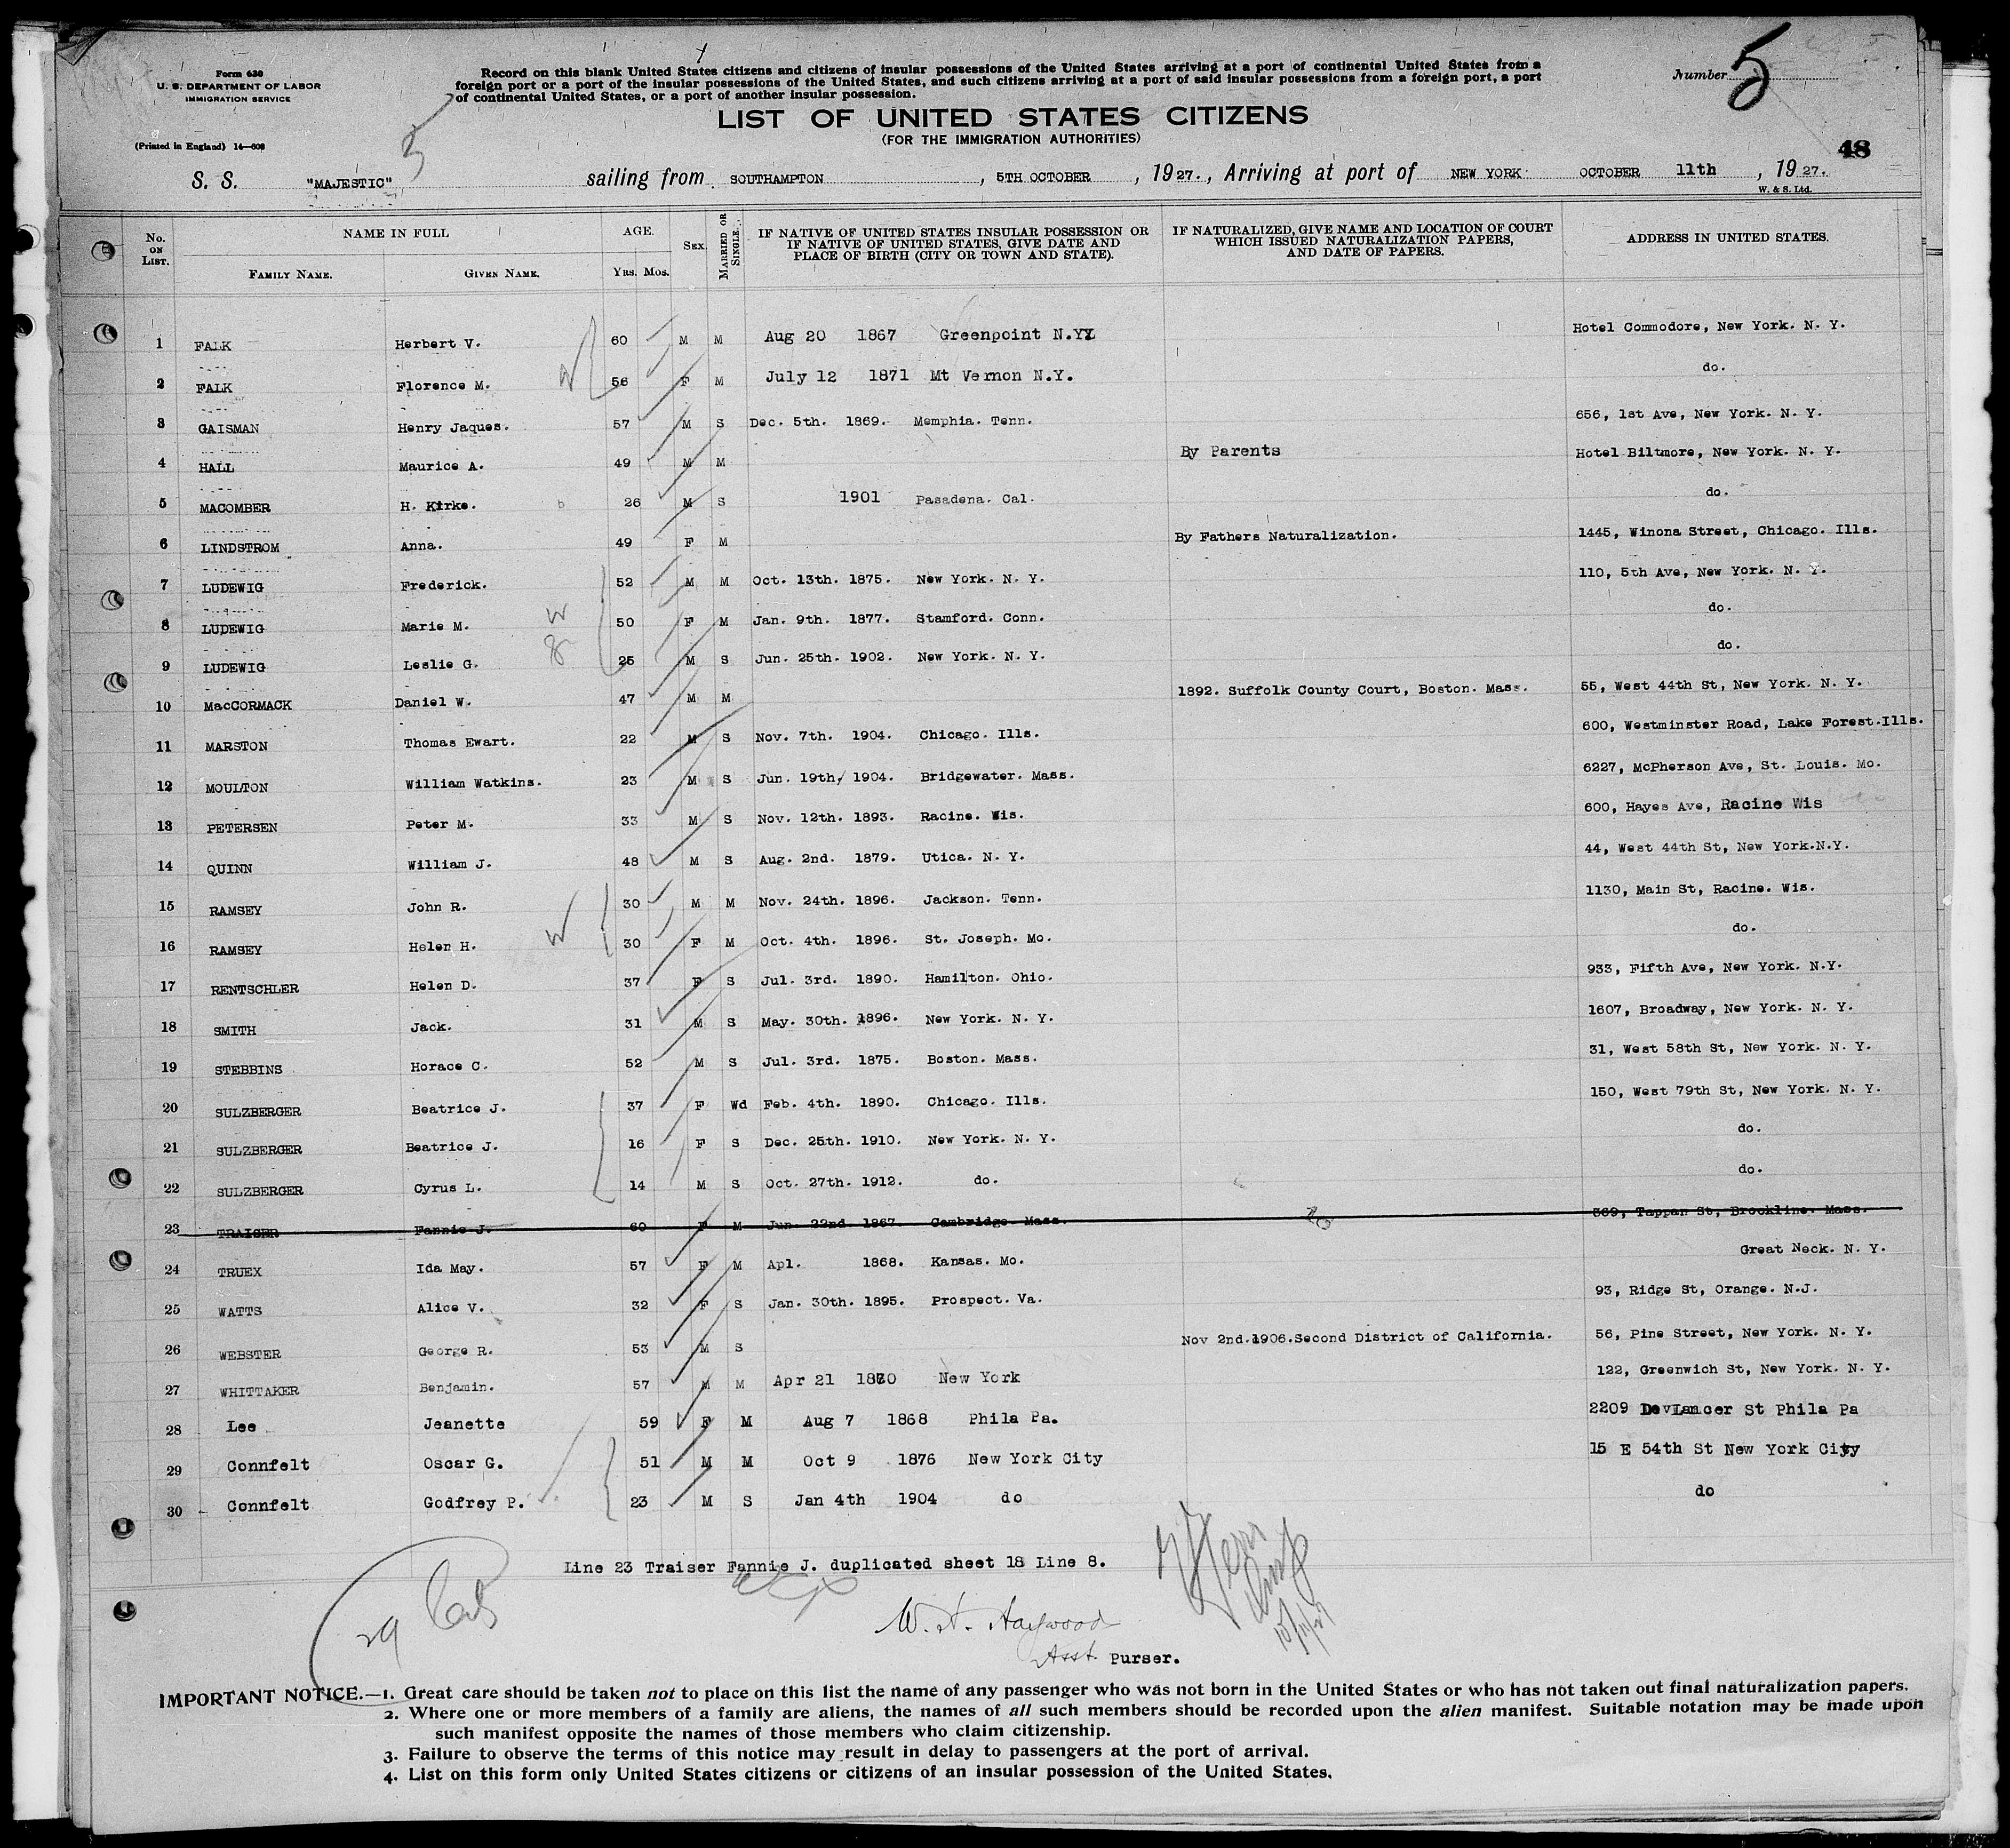 Form 630
U. S. DEPARTMENT OF LABOR
IMMIGRATION SERVICE
(Printed in England) 14—608
Record on this blank United States citizens and citizens of insular possessions of the United States arriving at a port of continental United States from a
foreign port or a port of the insular possessions of the United States, and such citizens arriving at a port of said insular possessions from a foreign port, a port
of continental United States, or a port of another insular possession.
Number 5
5
LIST OF UNITED STATES CITIZENS
(FOR THE IMMIGRATION AUTHORITIES)
48
S. S. "MAJESTIC" sailing from SOUTHAMPTON, 5TH OCTOBER, 1927., Arriving at port of NEW YORK OCTOBER 11th, 1927.
W. & S. Ltd.
No. ON LIST. NAME IN FULL AGE. SEX. MARRIED OR SINGLE. IF NATIVE OF UNITED STATES INSULAR POSSESSION OR IF NATIVE OF UNITED STATES, GIVE DATE AND PLACE OF BIRTH (CITY OR TOWN AND STATE). IF NATURALIZED, GIVE NAME AND LOCATION OF COURT WHICH ISSUED NATURALIZATION PAPERS, AND DATE OF PAPERS. ADDRESS IN UNITED STATES.
FAMILY NAME. GIVEN NAME. YRS. MOS.
1 FALK Herbert V. 60 M M Aug 20 1867 Greenpoint N.Y. Hotel Commodore, New York. N. Y.
2 FALK Florence M. 56 F M July 12 1871 Mt Vernon N.Y. do.
3 GAISMAN Henry Jaques. 57 M S Dec. 5th. 1869. Memphia. Tenn. 656, 1st Ave, New York. N. Y.
4 HALL Maurice A. 49 M M By Parents Hotel Biltmore, New York. N. Y.
5 MACOMBER H. Kirke. 26 M S 1901 Pasadena. Cal. do.
6 LINDSTROM Anna. 49 F M By Fathers Naturalization. 1445, Winona Street, Chicago. Ills.
7 LUDEWIG Frederick. 52 M M Oct. 13th. 1875. New York. N. Y. 110, 5th Ave, New York. N. Y.
8 LUDEWIG Marie M. 50 F M Jan. 9th. 1877. Stamford. Conn. do.
9 LUDEWIG Leslie G. 25 M S Jun. 25th. 1902. New York. N. Y. do.
10 MacCORMACK Daniel W. 47 M M 1892. Suffolk County Court, Boston. Mass. 55, West 44th St, New York. N. Y.
11 MARSTON Thomas Ewart. 22 M S Nov. 7th. 1904. Chicago. Ills. 600, Westminster Road, Lake Forest.Ills.
12 MOULTON William Watkins. 23 M S Jun. 19th, 1904. Bridgewater. Mass. 6227, McPherson Ave, St. Louis. Mo.
13 PETERSEN Peter M. 33 M S Nov. 12th. 1893. Racine. Wis. 600, Hayes Ave, Racine Wis
14 QUINN William J. 48 M S Aug. 2nd. 1879. Utica. N. Y. 44, West 44th St, New York.N.Y.
15 RAMSEY John R. 30 M M Nov. 24th. 1896. Jackson. Tenn. 1130, Main St, Racine. Wis.
16 RAMSEY Helen H. 30 F M Oct. 4th. 1896. St. Joseph. Mo. do.
17 RENTSCHLER Helen D. 37 F S Jul. 3rd. 1890. Hamilton. Ohio. 933, Fifth Ave, New York. N.Y.
18 SMITH Jack. 31 M S May. 30th. 1896. New York. N. Y. 1607, Broadway, New York. N. Y.
19 STEBBINS Horace C. 52 M S Jul. 3rd. 1875. Boston. Mass. 31, West 58th St, New York. N. Y.
20 SULZBERGER Beatrice J. 37 F Wd Feb. 4th. 1890. Chicago. Ills. 150, West 79th St, New York. N. Y.
21 SULZBERGER Beatrice J. 16 F S Dec. 25th. 1910. New York. N. Y. do.
22 SULZBERGER Cyrus L. 14 M S Oct. 27th. 1912. do. do.
23 TRAISER Fannie J. 60 F M Jun. 22nd 1867. Cambridge. Mass. 369, Tappan St, Brookline. Mass.
24 TRUEX Ida May. 57 F M Apl. 1868. Kansas. Mo. Great Neck. N. Y.
25 WATTS Alice V. 32 F S Jan. 30th. 1895. Prospect. Va. 93, Ridge St, Orange. N.J.
26 WEBSTER George R. 53 M S Nov 2nd.1906.Second District of California. 56, Pine Street, New York. N. Y.
27 WHITTAKER Benjamin. 57 M M Apr 21 1870 New York 122, Greenwich St, New York. N. Y.
28 Lee Jeanette 59 F M Aug 7 1868 Phila Pa. 2209 DeVLancer St Phila Pa
29 Connfelt Oscar G. 51 M M Oct 9 1876 New York City 15 E 54th St New York City
30 Connfelt Godfrey P. 23 M S Jan 4th 1904 do do
Line 23 Traiser Fannie J. duplicated sheet 18 Line 8.
29
W. H. Haywood
Asst. Purser.
10/11/27
IMPORTANT NOTICE.—1. Great care should be taken not to place on this list the name of any passenger who was not born in the United States or who has not taken out final naturalization papers.
2. Where one or more members of a family are aliens, the names of all such members should be recorded upon the alien manifest. Suitable notation may be made upon
such manifest opposite the names of those members who claim citizenship.
3. Failure to observe the terms of this notice may result in delay to passengers at the port of arrival.
4. List on this form only United States citizens or citizens of an insular possession of the United States.